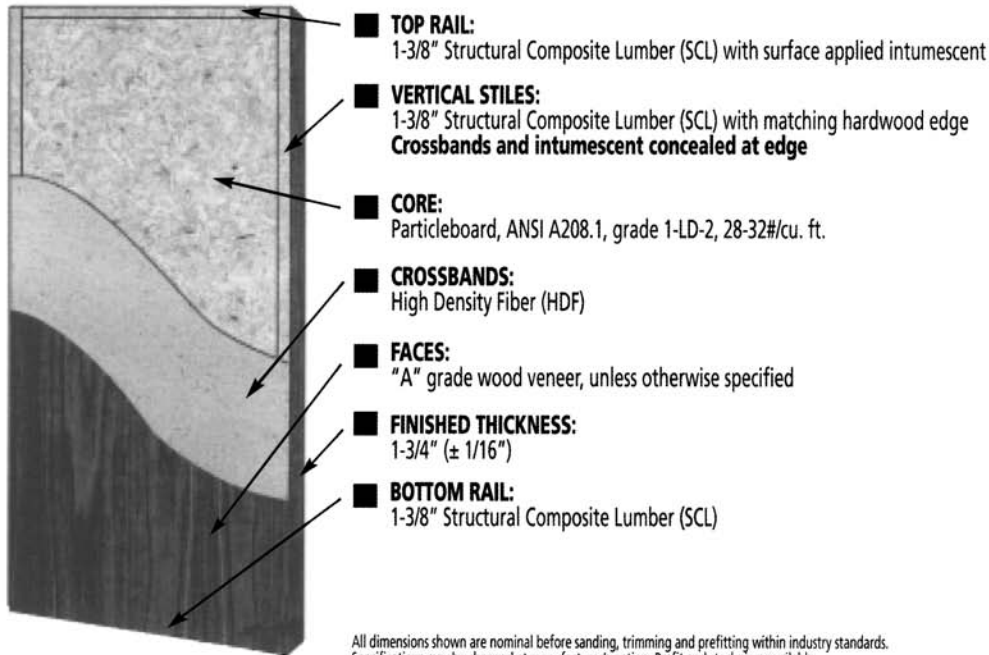 TOP RAIL:
1-3/8" Structural Composite Lumber (SCL) with surface applied intumescent
VERTICAL STILES:
1-3/8" Structural Composite Lumber (SCL) with matching hardwood edge
Crossbands and intumescent concealed at edge
CORE:
Particleboard, ANSI A208.1, grade 1-LD-2, 28-32#/cu. ft.
CROSSBANDS:
High Density Fiber (HDF)
FACES:
"A" grade wood veneer, unless otherwise specified
FINISHED THICKNESS:
1-3/4" (± 1/16")
BOTTOM RAIL:
1-3/8" Structural Composite Lumber (SCL)
All dimensions shown are nominal before sanding, trimming and prefitting within industry standards.